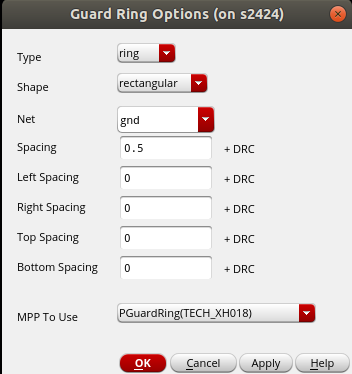 Guard Ring Options (on s2424)
Type ring
Shape rectangular
Net gnd
Spacing 0.5 + DRC
Left Spacing 0 + DRC
Right Spacing 0 + DRC
Top Spacing 0 + DRC
Bottom Spacing 0 + DRC
MPP To Use PGuardRing(TECH_XH018)
OK Cancel Apply Help